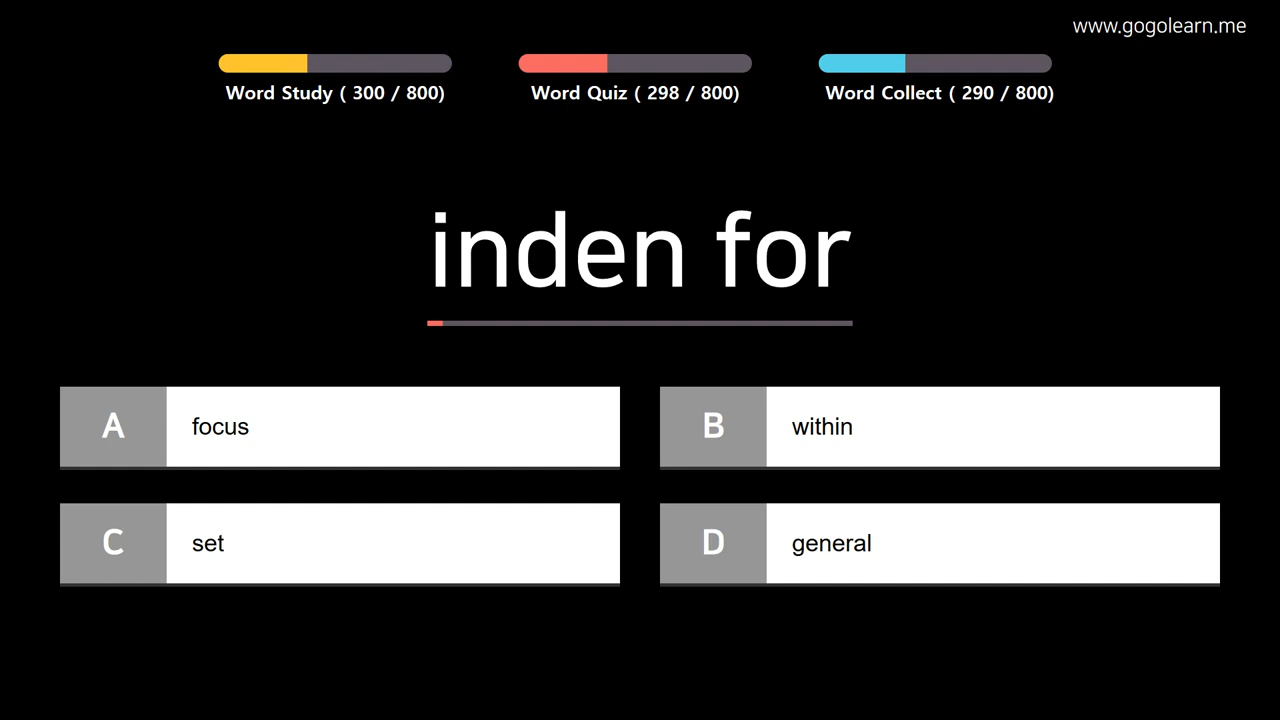 www.gogolearn.me
Word Study ( 300 / 800)
Word Quiz ( 298 / 800)
Word Collect ( 290 / 800)
inden for
A focus
B within
C set
D general